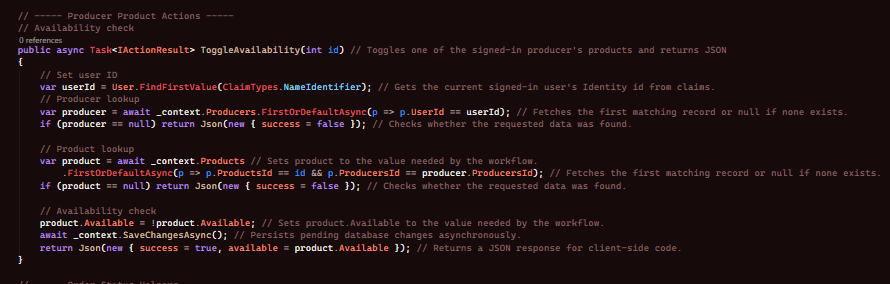 // ----- Producer Product Actions -----
// Availability check
0 references
public async Task<IActionResult> ToggleAvailability(int id) // Toggles one of the signed-in producer's products and returns JSON
{
// Set user ID
var userId = User.FindFirstValue(ClaimTypes.NameIdentifier); // Gets the current signed-in user's Identity id from claims.
// Producer lookup
var producer = await _context.Producers.FirstOrDefaultAsync(p => p.UserId == userId); // Fetches the first matching record or null if none exists.
if (producer == null) return Json(new { success = false }); // Checks whether the requested data was found.
// Product lookup
var product = await _context.Products // Sets product to the value needed by the workflow.
.FirstOrDefaultAsync(p => p.ProductsId == id && p.ProducersId == producer.ProducersId); // Fetches the first matching record or null if none exists.
if (product == null) return Json(new { success = false }); // Checks whether the requested data was found.
// Availability check
product.Available = !product.Available; // Sets product.Available to the value needed by the workflow.
await _context.SaveChangesAsync(); // Persists pending database changes asynchronously.
return Json(new { success = true, available = product.Available }); // Returns a JSON response for client-side code.
}